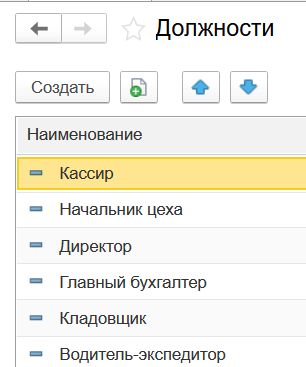 Должности
Создать
Наименование
Кассир
Начальник цеха
Директор
Главный бухгалтер
Кладовщик
Водитель-экспедитор